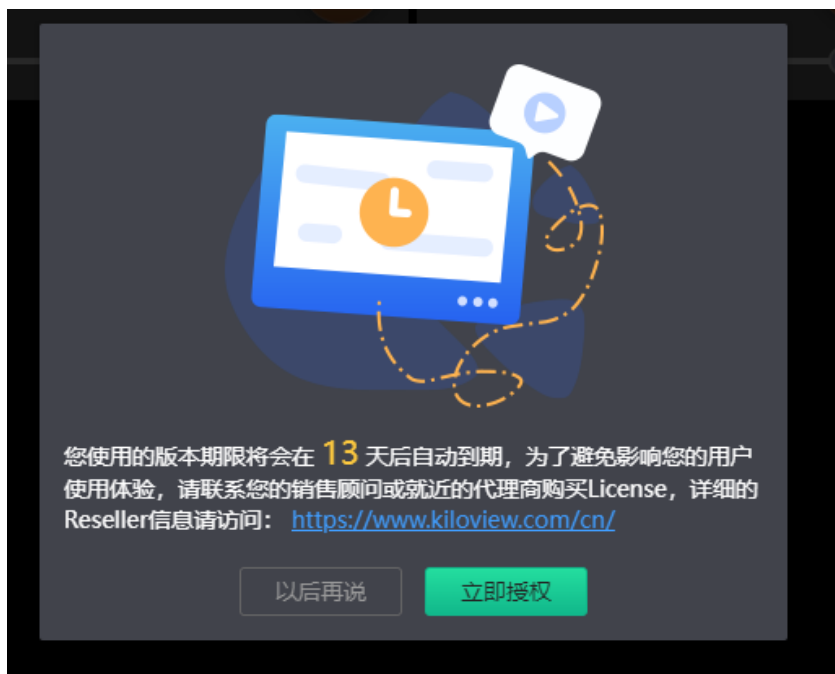 您使用的版本期限将会在 13 天后自动到期，为了避免影响您的用户
使用体验，请联系您的销售顾问或就近的代理商购买License，详细的
Reseller信息请访问： https://www.kiloview.com/cn/
以后再说
立即授权